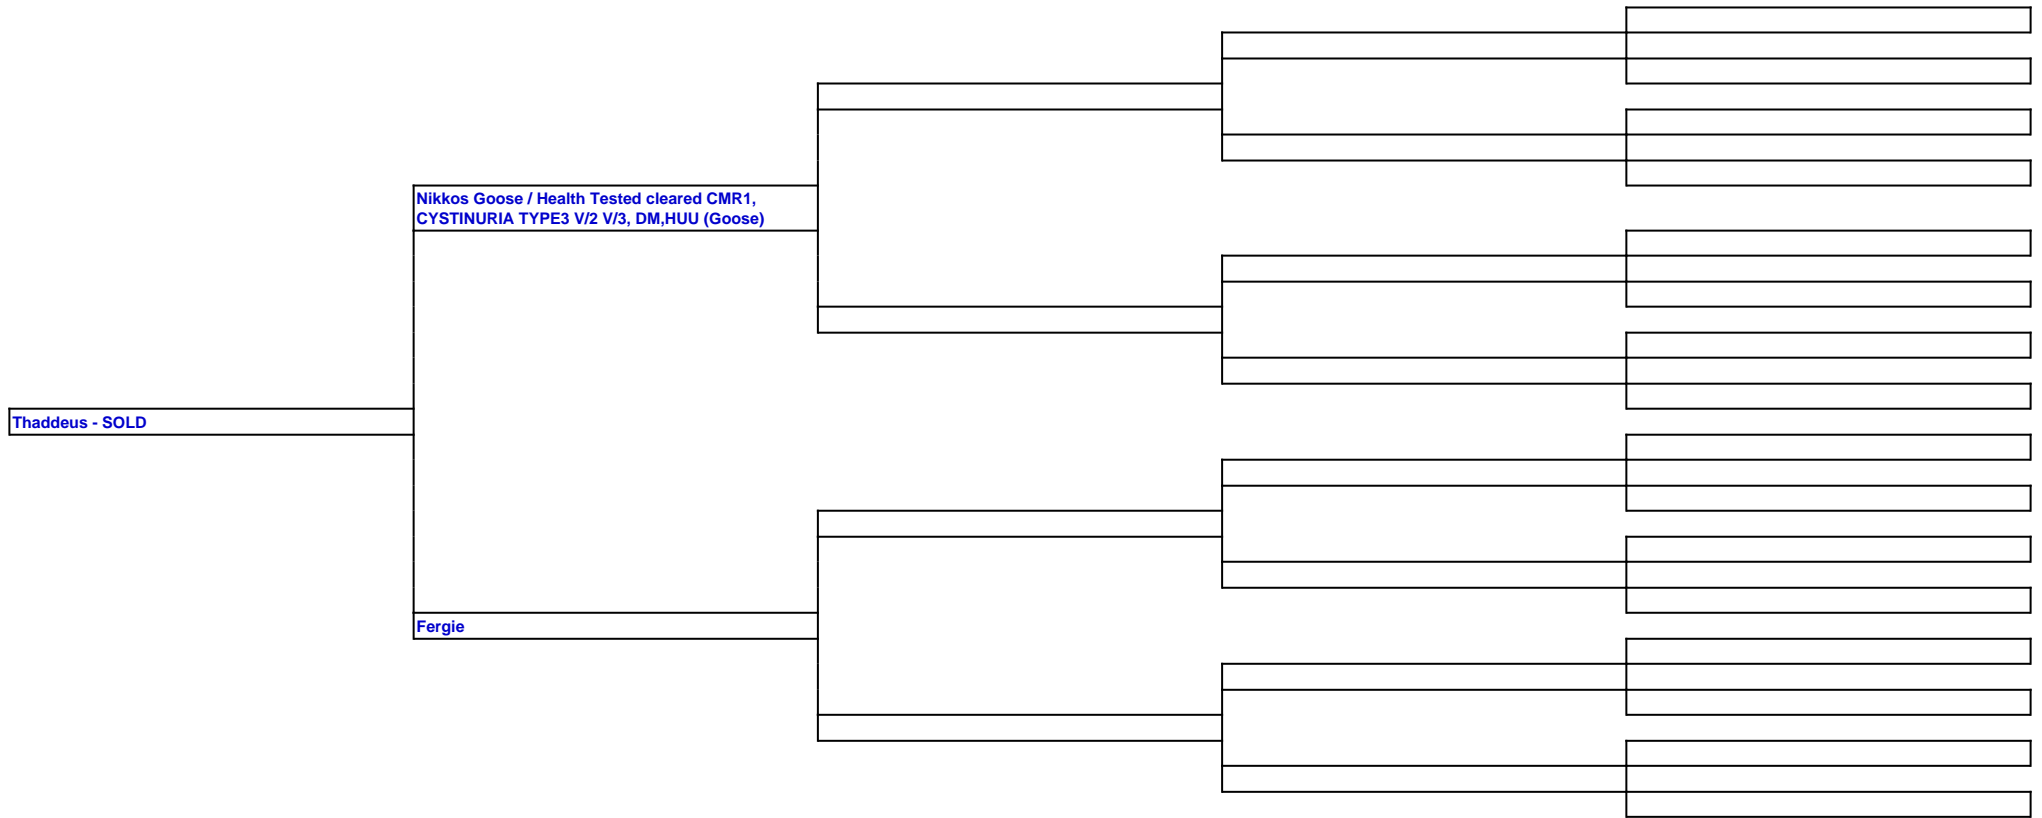 Nikkos Goose / Health Tested cleared CMR1,
CYSTINURIA TYPE3 V/2 V/3, DM,HUU (Goose)
Thaddeus - SOLD
Fergie